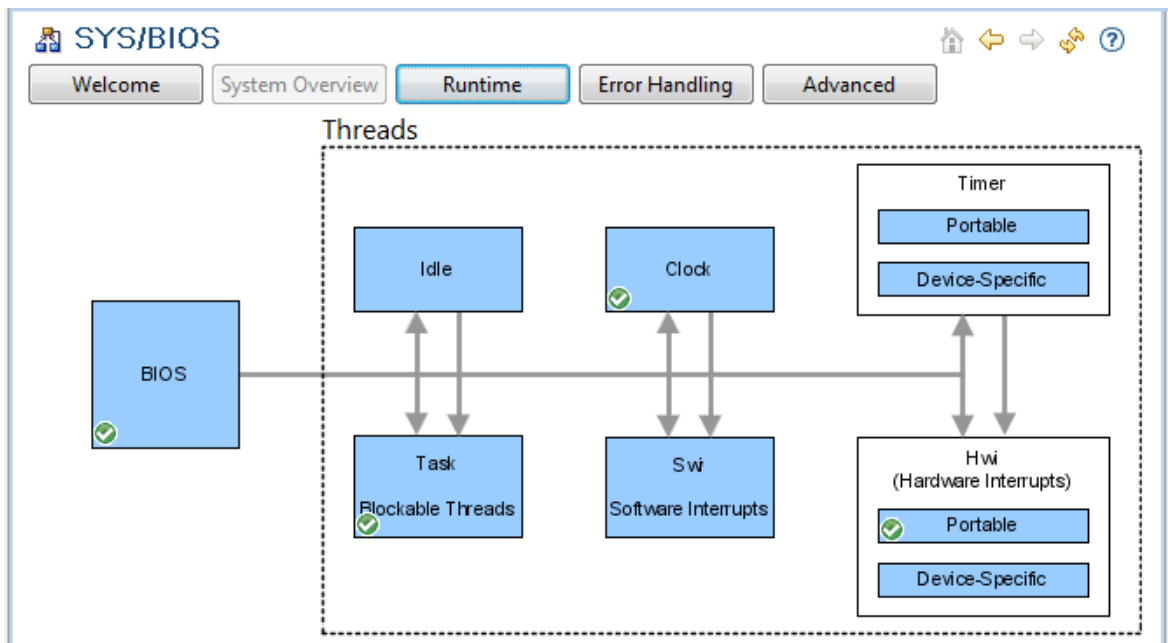 SYS/BIOS
Welcome
System Overview
Runtime
Error Handling
Advanced
Threads
Timer
Portable
Device-Specific
Idle
Clock
BIOS
Task
Blockable Threads
Swi
Software Interrupts
Hwi
(Hardware Interrupts)
Portable
Device-Specific